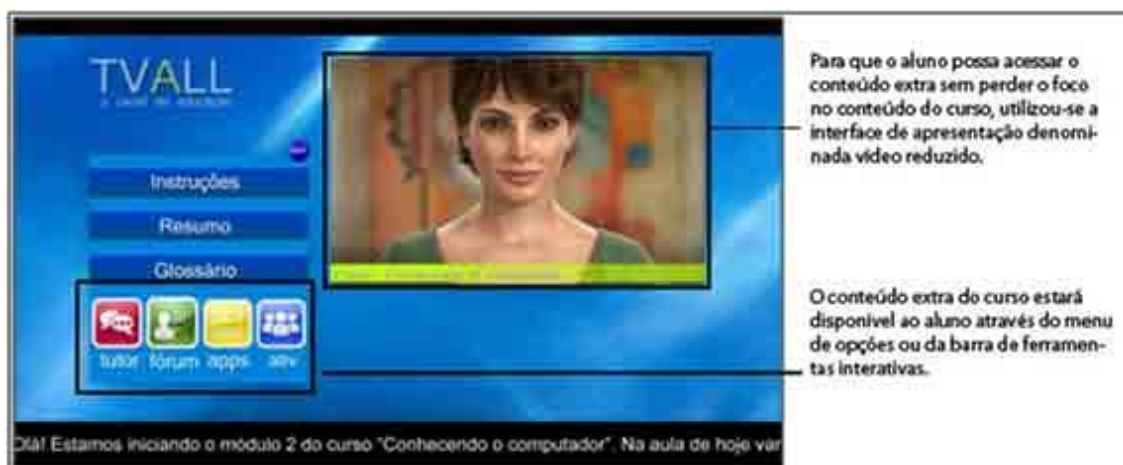 TVALL
o canal da educação
Instruções
Resumo
Glossário
tutor fórum apps
Olá! Estamos iniciando o módulo 2 do curso "Conhecendo o computador". Na aula de hoje var
Para que o aluno possa acessar o
conteúdo extra sem perder o foco
no conteúdo do curso, utilizou-se a
interface de apresentação denomi-
nada vídeo reduzido.
O conteúdo extra do curso estará
disponível ao aluno através do menu
de opções ou da barra de ferramen-
tas interativas.